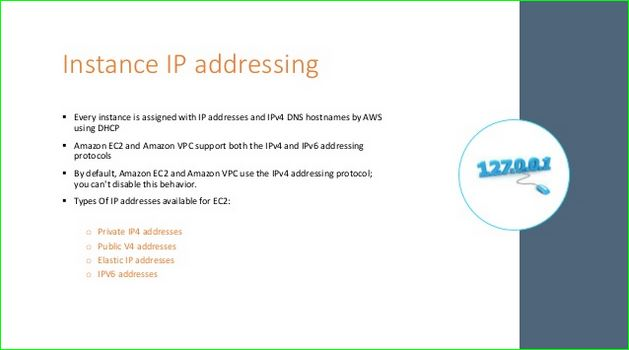 Instance IP addressing
▪ Every instance is assigned with IP addresses and IPv4 DNS hostnames by AWS
using DHCP
▪ Amazon EC2 and Amazon VPC support both the IPv4 and IPv6 addressing
protocols
▪ By default, Amazon EC2 and Amazon VPC use the IPv4 addressing protocol;
you can't disable this behavior.
▪ Types Of IP addresses available for EC2:
○ Private IP4 addresses
○ Public V4 addresses
○ Elastic IP addresses
○ IPV6 addresses
127.0.0.1